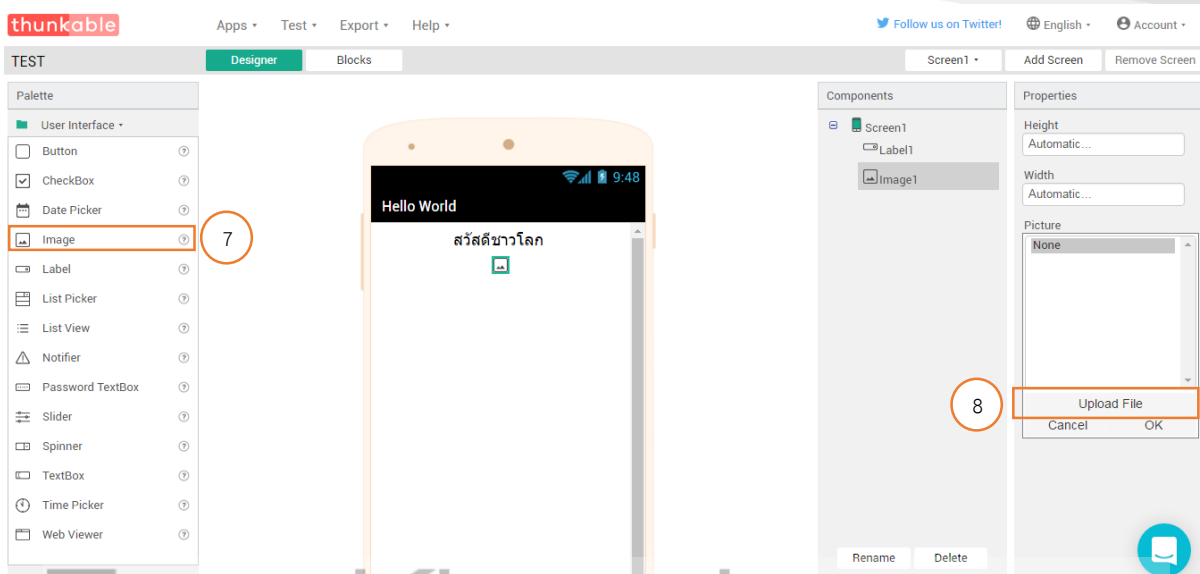 thunkable
Apps Test Export Help Follow us on Twitter! English Account
TEST Designer Blocks Screen1 Add Screen Remove Screen
Palette
User Interface
Button
CheckBox
Date Picker
Image
7
Label
List Picker
List View
Notifier
Password TextBox
Slider
Spinner
TextBox
Time Picker
Web Viewer
9:48
Hello World
สวัสดีชาวโลก
Components
Screen1
Label1
Image1
Rename Delete
Properties
Height
Automatic...
Width
Automatic...
Picture
None
8
Upload File
Cancel OK